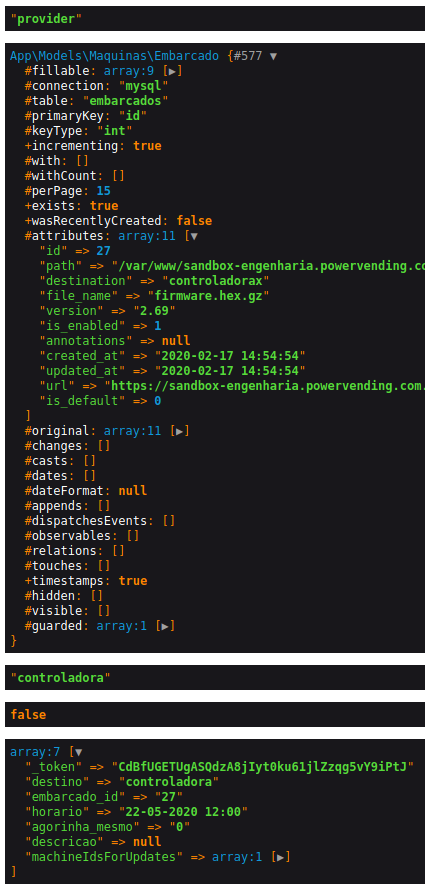 "provider"
App\Models\Maquinas\Embarcado {#577 ▼
#fillable: array:9 [▶]
#connection: "mysql"
#table: "embarcados"
#primaryKey: "id"
#keyType: "int"
+incrementing: true
#with: []
#withCount: []
#perPage: 15
+exists: true
+wasRecentlyCreated: false
#attributes: array:11 [▼
"id" => 27
"path" => "/var/www/sandbox-engenharia.powervending.co
"destination" => "controladorax"
"file_name" => "firmware.hex.gz"
"version" => "2.69"
"is_enabled" => 1
"annotations" => null
"created_at" => "2020-02-17 14:54:54"
"updated_at" => "2020-02-17 14:54:54"
"url" => "https://sandbox-engenharia.powervending.com.
"is_default" => 0
]
#original: array:11 [▶]
#changes: []
#casts: []
#dates: []
#dateFormat: null
#appends: []
#dispatchesEvents: []
#observables: []
#relations: []
#touches: []
+timestamps: true
#hidden: []
#visible: []
#guarded: array:1 [▶]
}
"controladora"
false
array:7 [▼
"_token" => "CdBfUGETUgASQdzA8jIyt0ku61jlZzqg5vY9iPtJ"
"destino" => "controladora"
"embarcado_id" => "27"
"horario" => "22-05-2020 12:00"
"agorinha_mesmo" => "0"
"descricao" => null
"machineIdsForUpdates" => array:1 [▶]
]